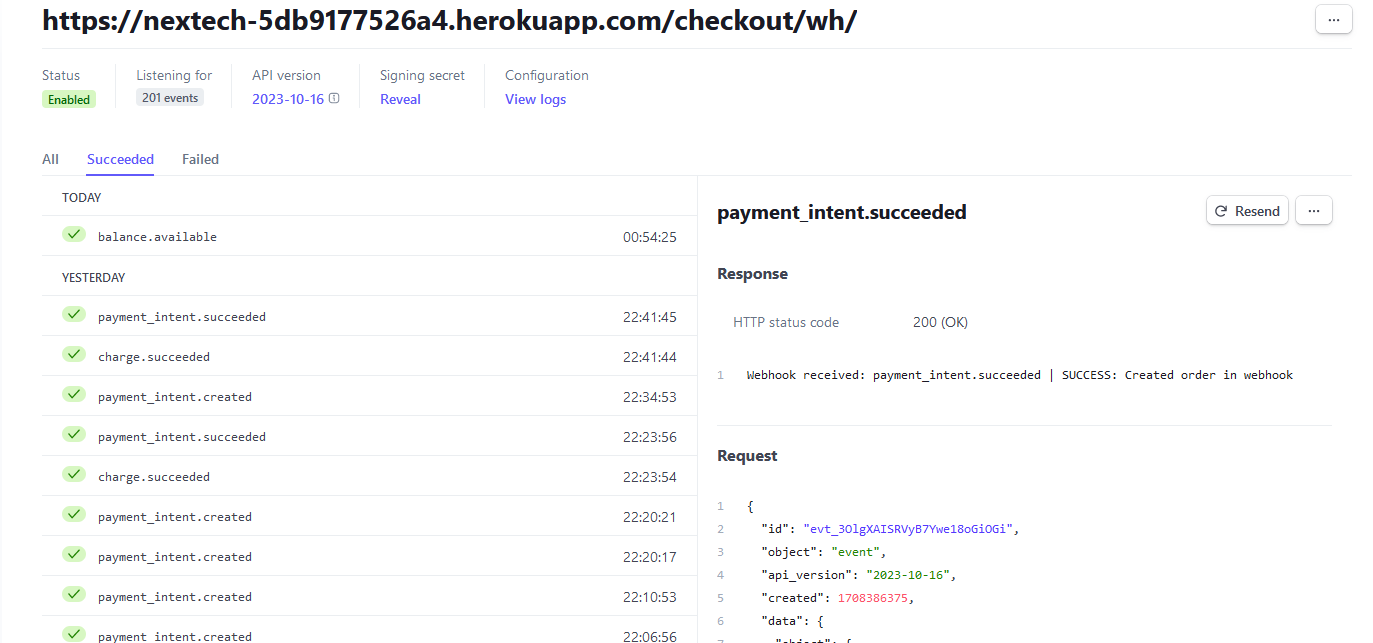 https://nextech-5db9177526a4.herokuapp.com/checkout/wh/
Status
Enabled
Listening for
201 events
API version
2023-10-16
Signing secret
Reveal
Configuration
View logs
All Succeeded Failed
TODAY
balance.available 00:54:25
YESTERDAY
payment_intent.succeeded 22:41:45
charge.succeeded 22:41:44
payment_intent.created 22:34:53
payment_intent.succeeded 22:23:56
charge.succeeded 22:23:54
payment_intent.created 22:20:21
payment_intent.created 22:20:17
payment_intent.created 22:10:53
payment_intent.created 22:06:56
payment_intent.succeeded
Resend
Response
HTTP status code 200 (OK)
1 Webhook received: payment_intent.succeeded | SUCCESS: Created order in webhook
Request
1 {
2 "id": "evt_3OlgXAISRVyB7Ywe18oGiOGi",
3 "object": "event",
4 "api_version": "2023-10-16",
5 "created": 1708386375,
6 "data": {
7 "object": {